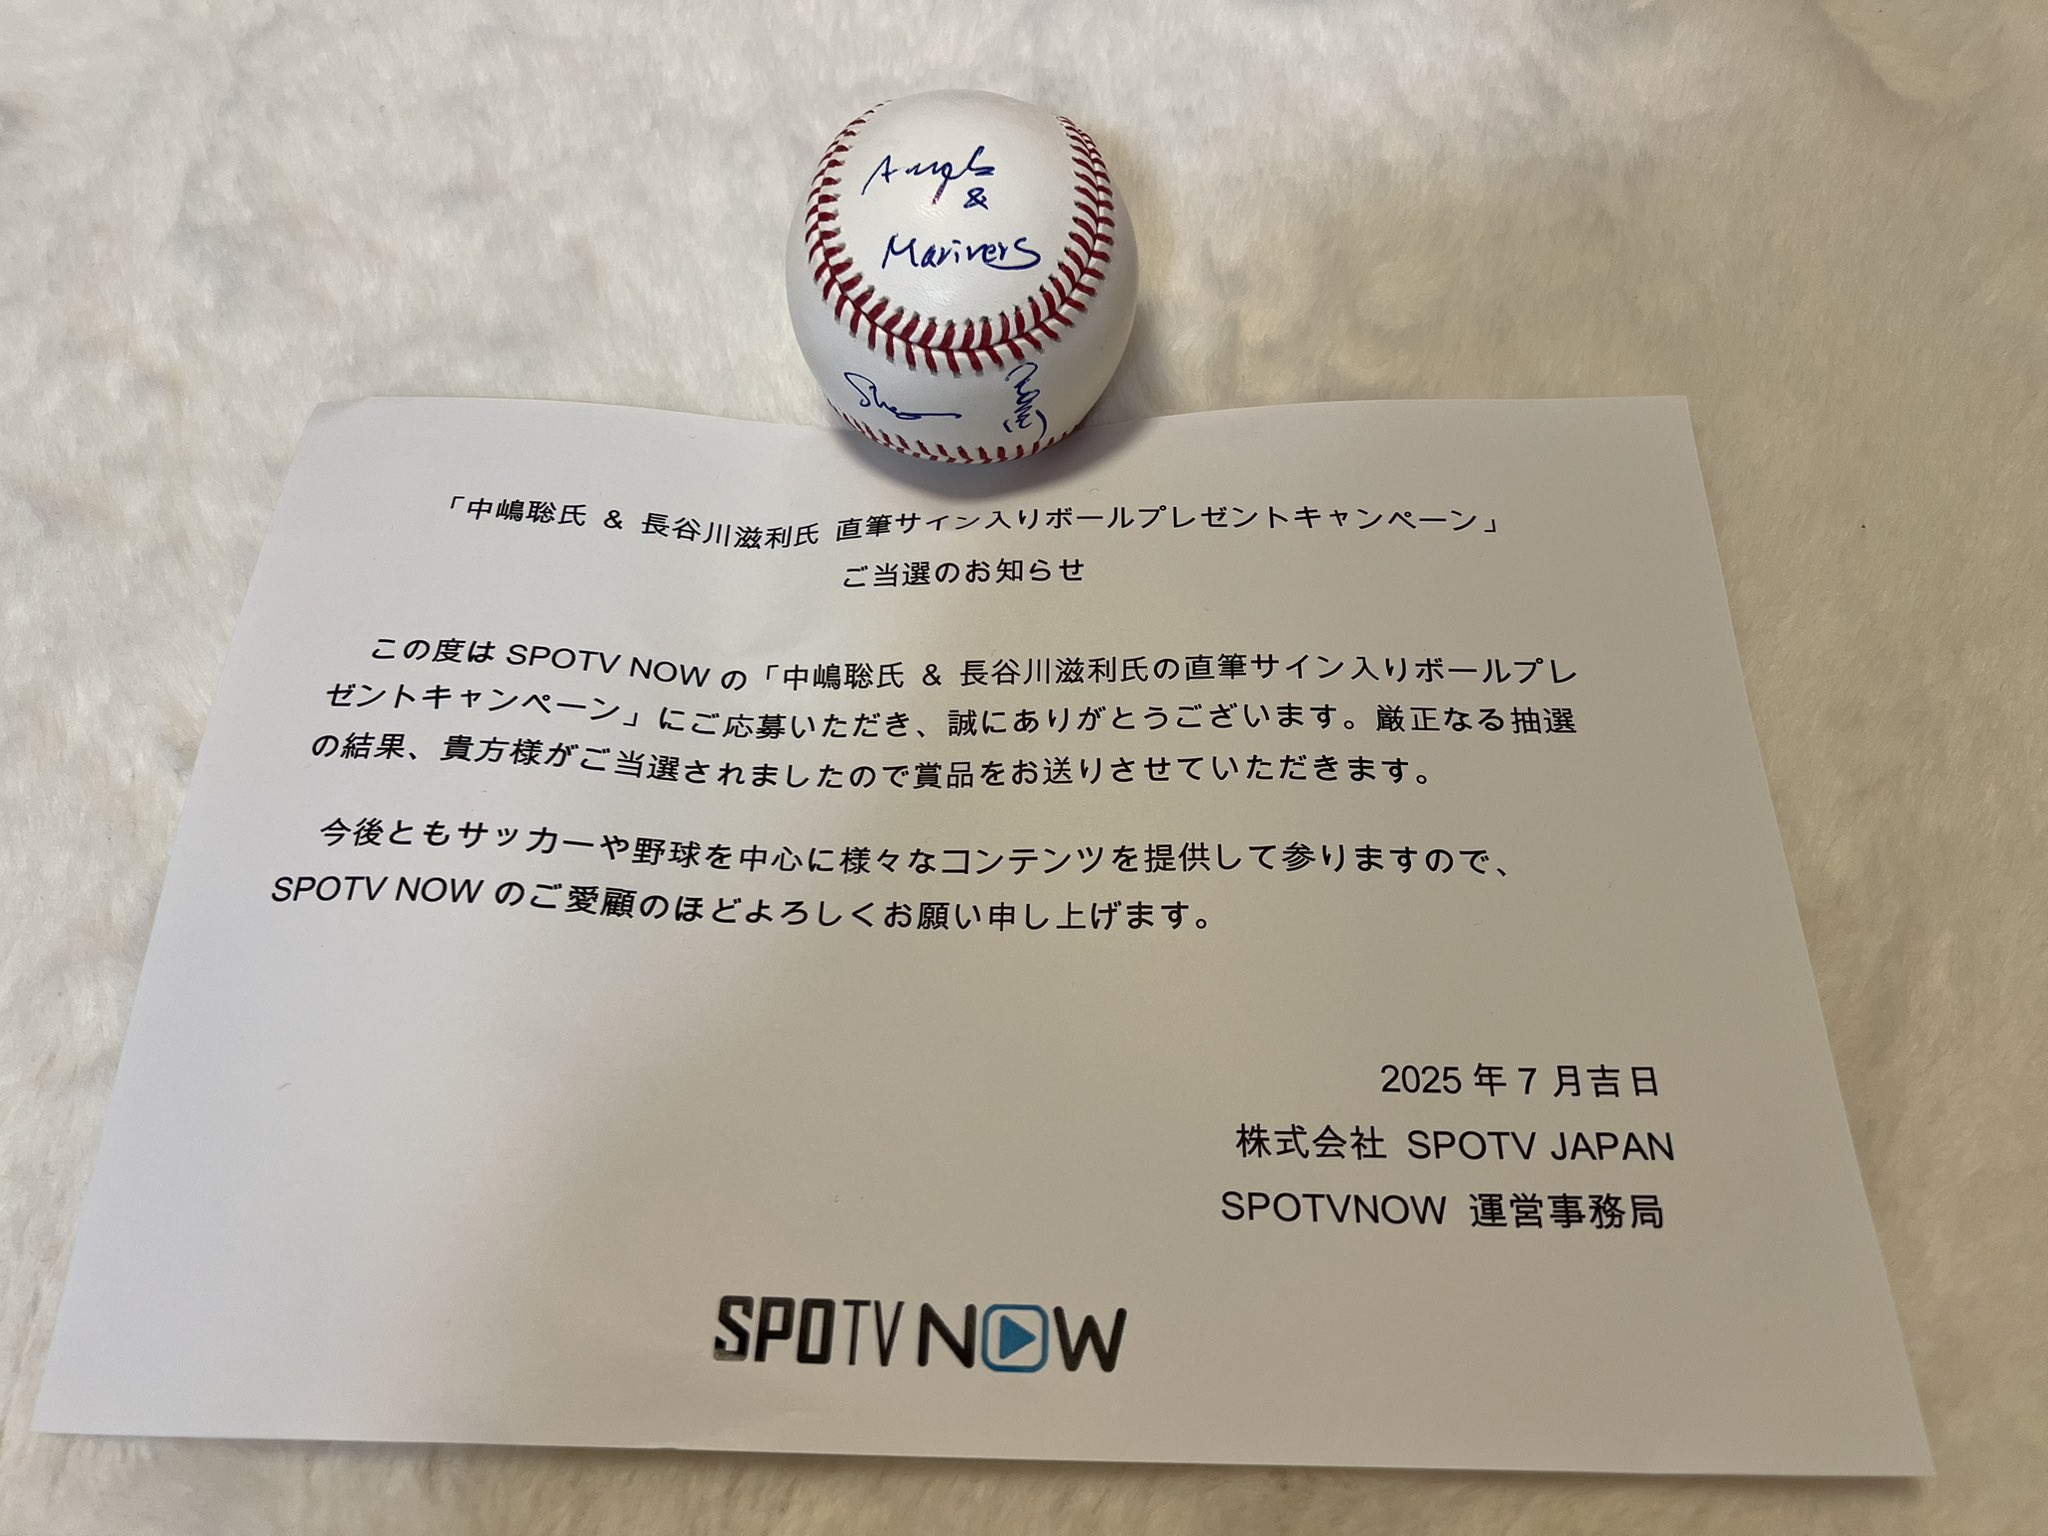 Angels
&
Mariners
「中嶋聡氏 & 長谷川滋利氏 直筆サイン入りボールプレゼントキャンペーン」
ご当選のお知らせ
この度は SPOTV NOW の「中嶋聡氏 & 長谷川滋利氏の直筆サイン入りボールプレ
ゼントキャンペーン」にご応募いただき、誠にありがとうございます。厳正なる抽選
の結果、貴方様がご当選されましたので賞品をお送りさせていただきます。
今後ともサッカーや野球を中心に様々なコンテンツを提供して参りますので、
SPOTV NOW のご愛顧のほどよろしくお願い申し上げます。
2025 年 7 月吉日
株式会社 SPOTV JAPAN
SPOTVNOW 運営事務局
SPOTV NOW